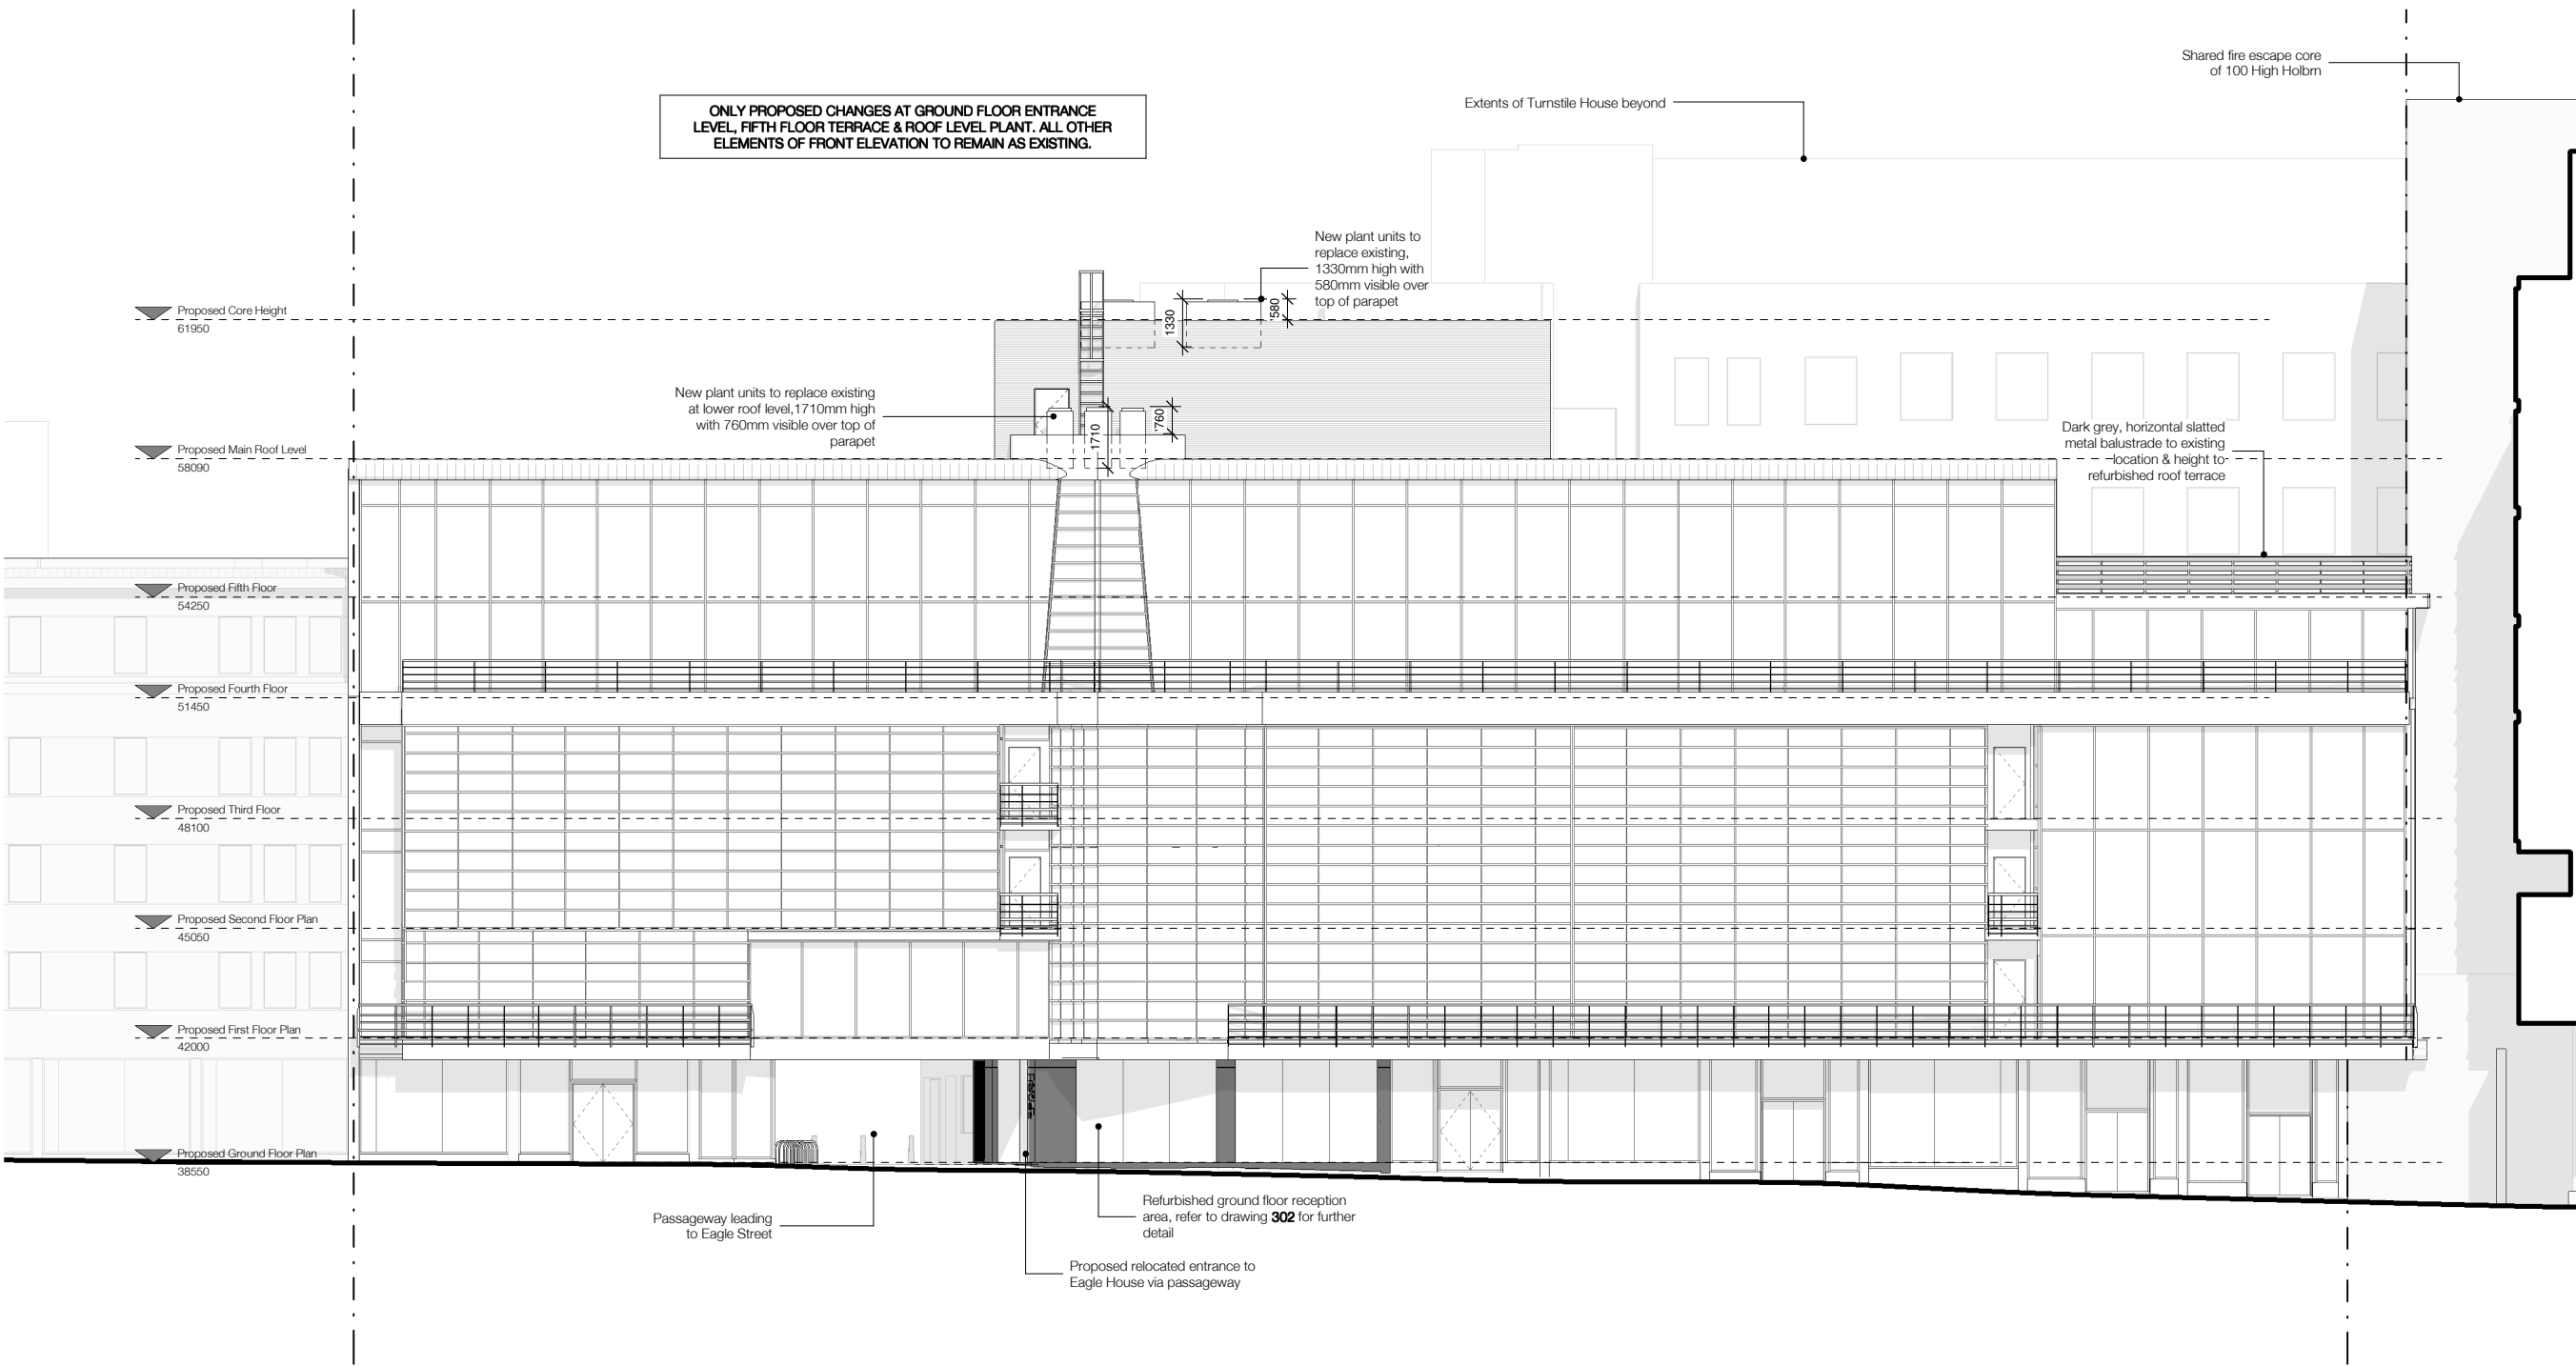 Shared fire escape core
of 100 High Holbrn
Extents of Turnstile House beyond
ONLY PROPOSED CHANGES AT GROUND FLOOR ENTRANCE
LEVEL, FIFTH FLOOR TERRACE & ROOF LEVEL PLANT. ALL OTHER
ELEMENTS OF FRONT ELEVATION TO REMAIN AS EXISTING.
New plant units to
replace existing,
1330mm high with
580mm visible over
top of parapet
1330
580
Proposed Core Height
61950
New plant units to replace existing
at lower roof level,1710mm high
with 760mm visible over top of
parapet
760
1710
Dark grey, horizontal slatted
metal balustrade to existing
location & height to
refurbished roof terrace
Proposed Main Roof Level
58090
Proposed Fifth Floor
54250
Proposed Fourth Floor
51450
Proposed Third Floor
48100
Proposed Second Floor Plan
45050
Proposed First Floor Plan
42000
Proposed Ground Floor Plan
38550
Passageway leading
to Eagle Street
Refurbished ground floor reception
area, refer to drawing 302 for further
detail
Proposed relocated entrance to
Eagle House via passageway